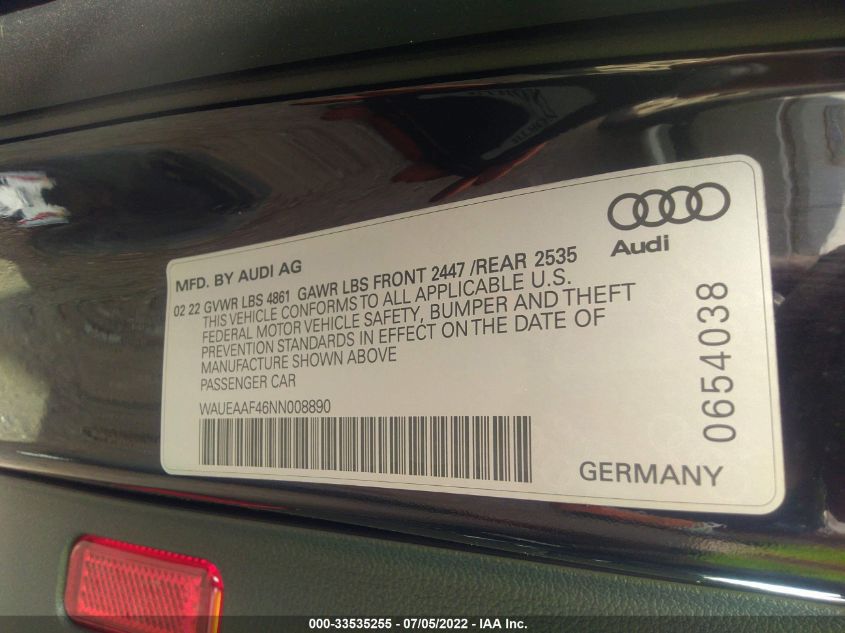 Audi
MFD. BY AUDI AG
02 22 GVWR LBS 4861 GAWR LBS FRONT 2447 /REAR 2535
THIS VEHICLE CONFORMS TO ALL APPLICABLE U.S.
FEDERAL MOTOR VEHICLE SAFETY, BUMPER AND THEFT
PREVENTION STANDARDS IN EFFECT ON THE DATE OF
MANUFACTURE SHOWN ABOVE
PASSENGER CAR
WAUEAAF46NN008890
GERMANY
0654038
000-33535255 - 07/05/2022 - IAA Inc.